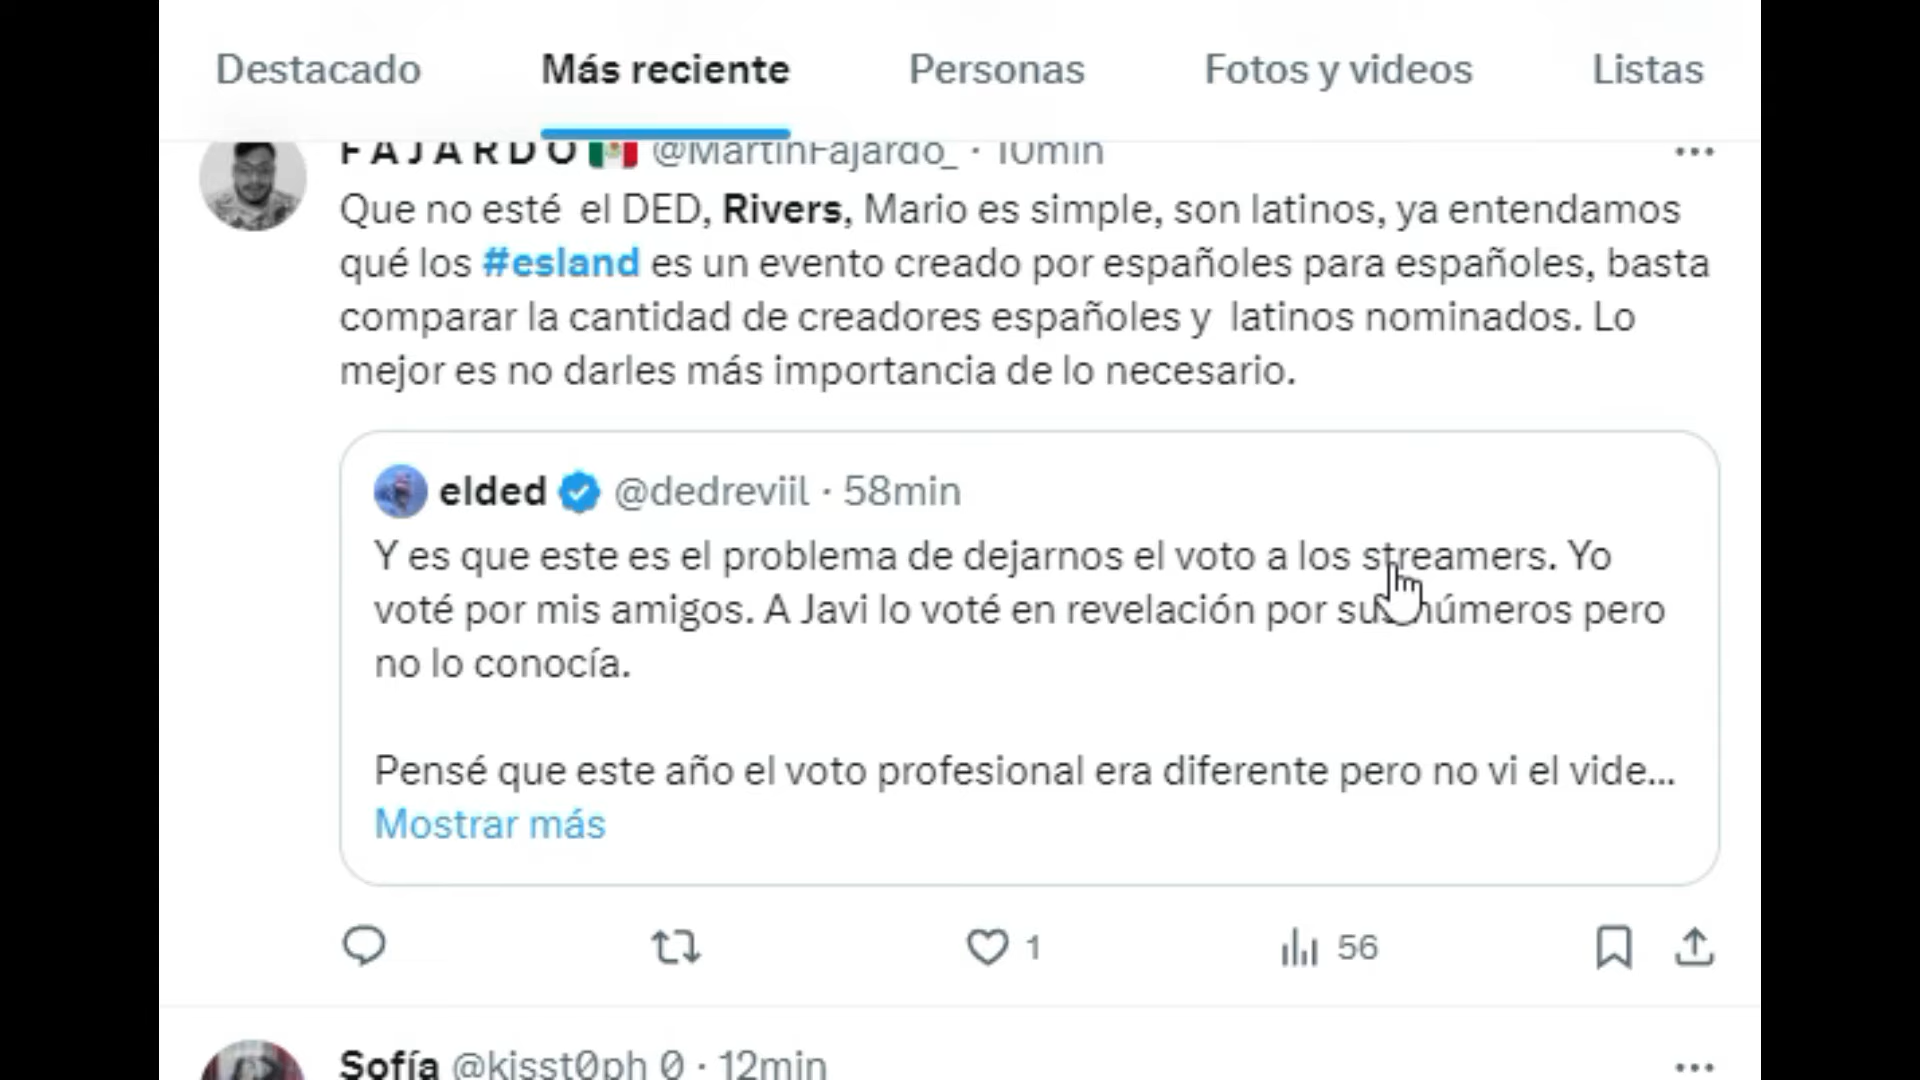 Destacado Más reciente Personas Fotos y videos Listas
F A J A R D O @MartinFajardo_ · 10min
Que no esté el DED, Rivers, Mario es simple, son latinos, ya entendamos
qué los #esland es un evento creado por españoles para españoles, basta
comparar la cantidad de creadores españoles y latinos nominados. Lo
mejor es no darles más importancia de lo necesario.
elded @dedreviil · 58min
Y es que este es el problema de dejarnos el voto a los streamers. Yo
voté por mis amigos. A Javi lo voté en revelación por sus números pero
no lo conocía.
Pensé que este año el voto profesional era diferente pero no vi el vide...
Mostrar más
1 56
Sofía @kisst0ph 0 · 12min